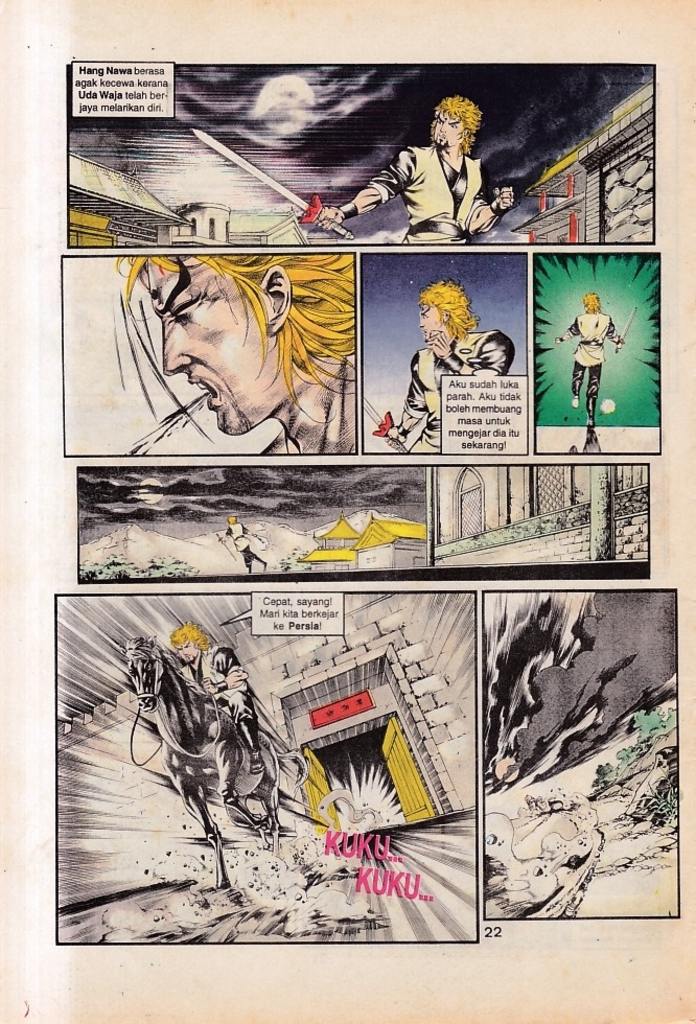 Hang Nawa berasa
agak kecewa kerana
Uda Waja telah ber-
jaya melarikan diri.
Aku sudah luka
parah. Aku tidak
boleh membuang
masa untuk
mengejar dia itu
sekarang!
Cepat, sayang!
Mari kita berkejar
ke Persia!
KUKU...
KUKU...
22